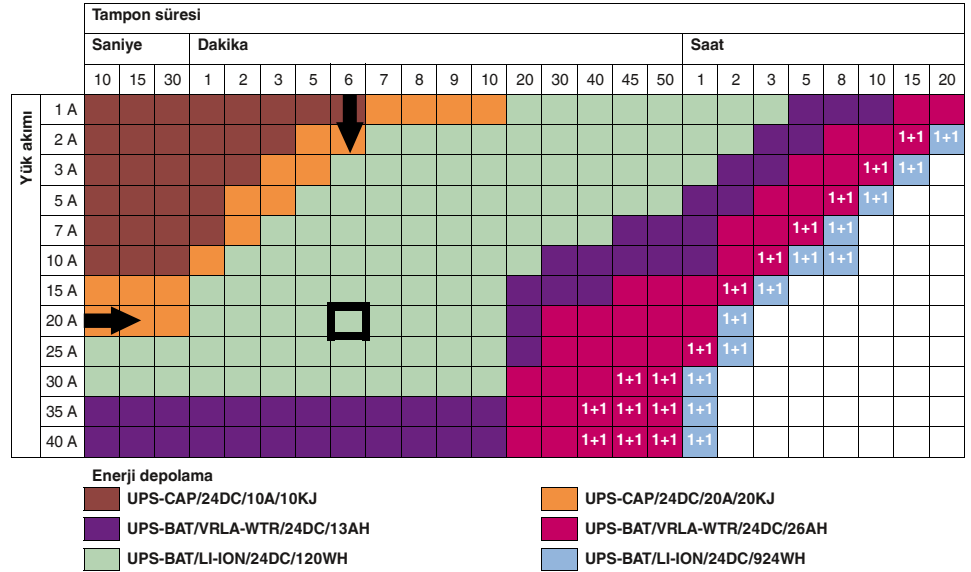 Tampon süresi
Saniye Dakika Saat
10 15 30 1 2 3 5 6 7 8 9 10 20 30 40 45 50 1 2 3 5 8 10 15 20
Yük akımı
1 A
2 A 1+1 1+1
3 A 1+1 1+1
5 A 1+1 1+1
7 A 1+1 1+1
10 A 1+1 1+1 1+1
15 A 1+1 1+1
20 A 1+1
25 A 1+1 1+1
30 A 1+1 1+1 1+1
35 A 1+1 1+1 1+1 1+1
40 A 1+1 1+1 1+1 1+1
Enerji depolama
UPS-CAP/24DC/10A/10KJ UPS-CAP/24DC/20A/20KJ
UPS-BAT/VRLA-WTR/24DC/13AH UPS-BAT/VRLA-WTR/24DC/26AH
UPS-BAT/LI-ION/24DC/120WH UPS-BAT/LI-ION/24DC/924WH